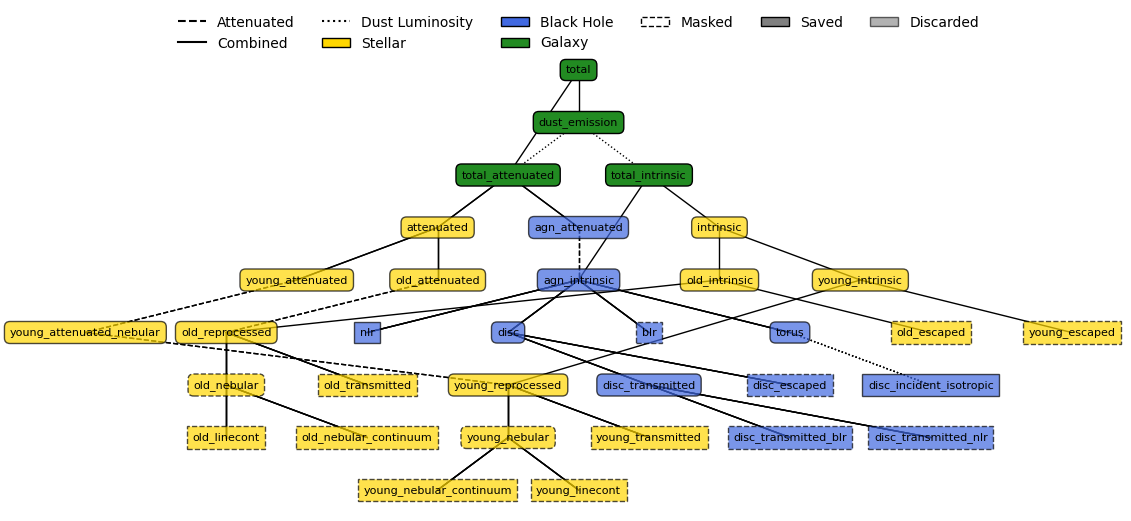 Attenuated Dust Luminosity Black Hole Masked Saved Discarded
Combined Stellar Galaxy
total
dust_emission
total_attenuated total_intrinsic
attenuated agn_attenuated intrinsic
young_attenuated old_attenuated agn_intrinsic old_intrinsic young_intrinsic
young_attenuated_nebular old_reprocessed nlr disc blr torus old_escaped young_escaped
old_nebular old_transmitted young_reprocessed disc_transmitted disc_escaped disc_incident_isotropic
old_linecont old_nebular_continuum young_nebular young_transmitted disc_transmitted_blr disc_transmitted_nlr
young_nebular_continuum young_linecont